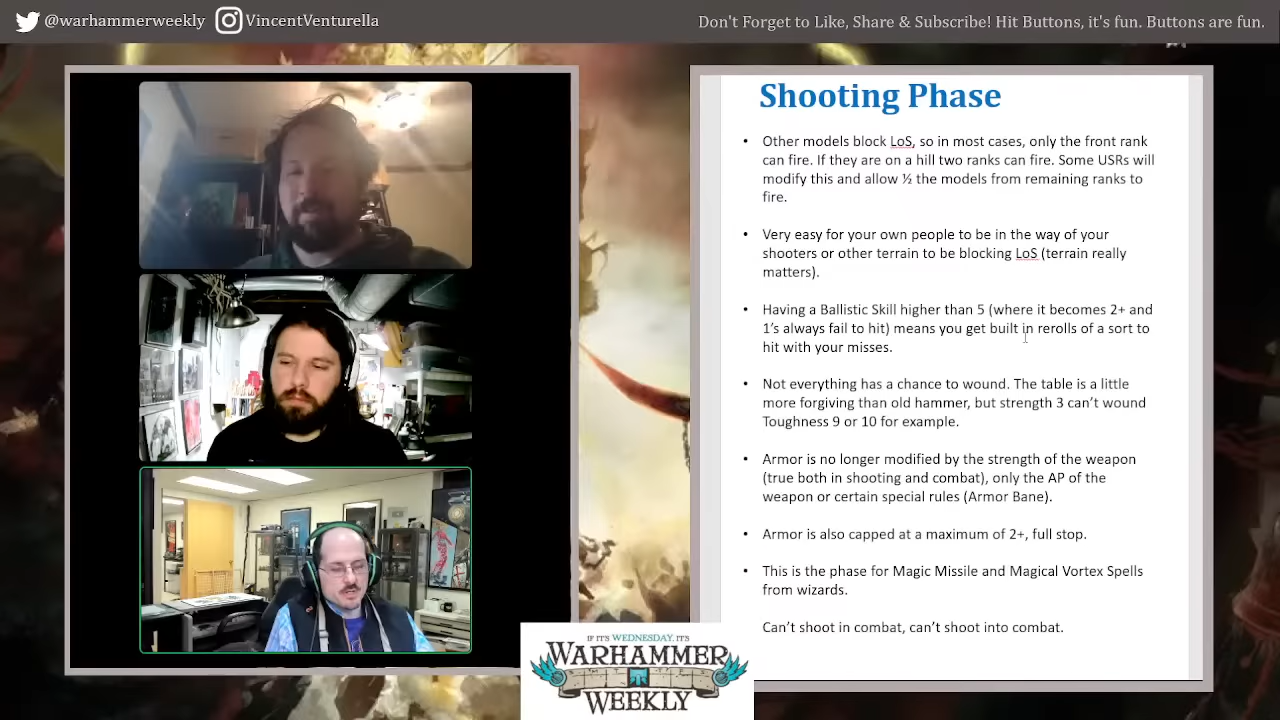 @warhammerweekly VincentVenturella
Don't Forget to Like, Share & Subscribe! Hit Buttons, it's fun. Buttons are fun.
Shooting Phase
• Other models block LoS, so in most cases, only the front rank
can fire. If they are on a hill two ranks can fire. Some USRs will
modify this and allow ½ the models from remaining ranks to
fire.
• Very easy for your own people to be in the way of your
shooters or other terrain to be blocking LoS (terrain really
matters).
• Having a Ballistic Skill higher than 5 (where it becomes 2+ and
1's always fail to hit) means you get built in rerolls of a sort to
hit with your misses.
• Not everything has a chance to wound. The table is a little
more forgiving than old hammer, but strength 3 can't wound
Toughness 9 or 10 for example.
• Armor is no longer modified by the strength of the weapon
(true both in shooting and combat), only the AP of the
weapon or certain special rules (Armor Bane).
• Armor is also capped at a maximum of 2+, full stop.
• This is the phase for Magic Missile and Magical Vortex Spells
from wizards.
Can't shoot in combat, can't shoot into combat.
IF IT'S WEDNESDAY, IT'S
WARHAMMER
WEEKLY